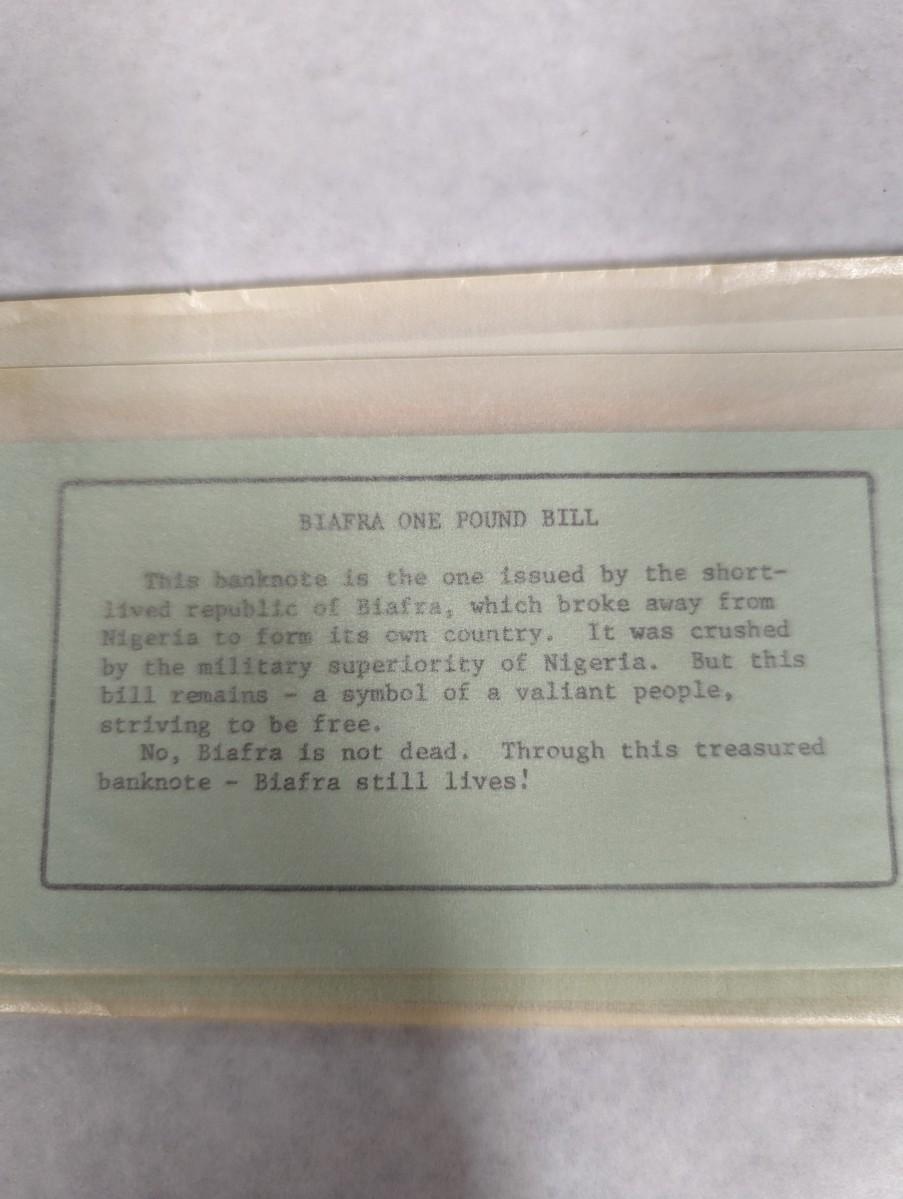 BIAFRA ONE POUND BILL
This banknote is the one issued by the short-
lived republic of Biafra, which broke away from
Nigeria to form its own country. It was crushed
by the military superiority of Nigeria. But this
bill remains - a symbol of a valiant people,
striving to be free.
No, Biafra is not dead. Through this treasured
banknote - Biafra still lives!